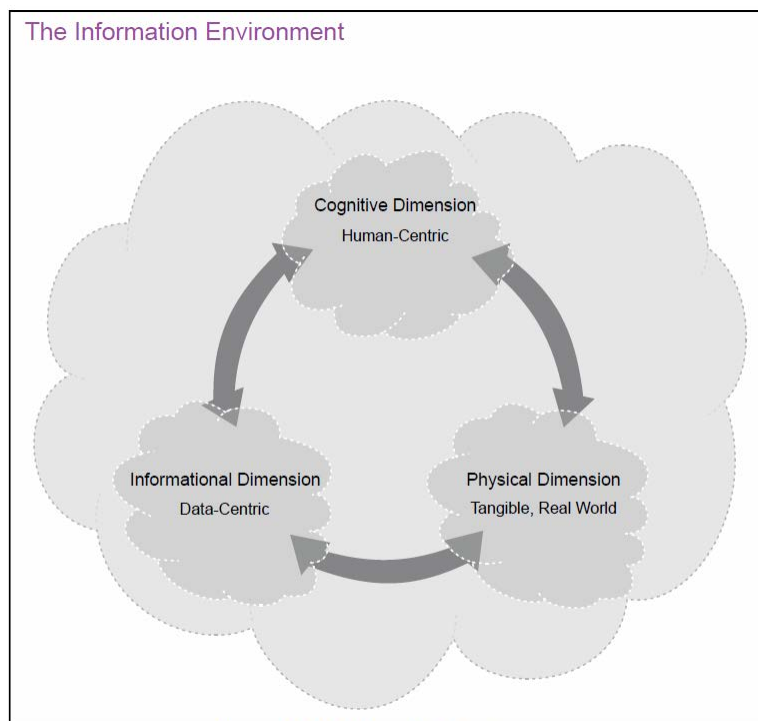 The Information Environment
Cognitive Dimension
Human-Centric
Informational Dimension
Data-Centric
Physical Dimension
Tangible, Real World